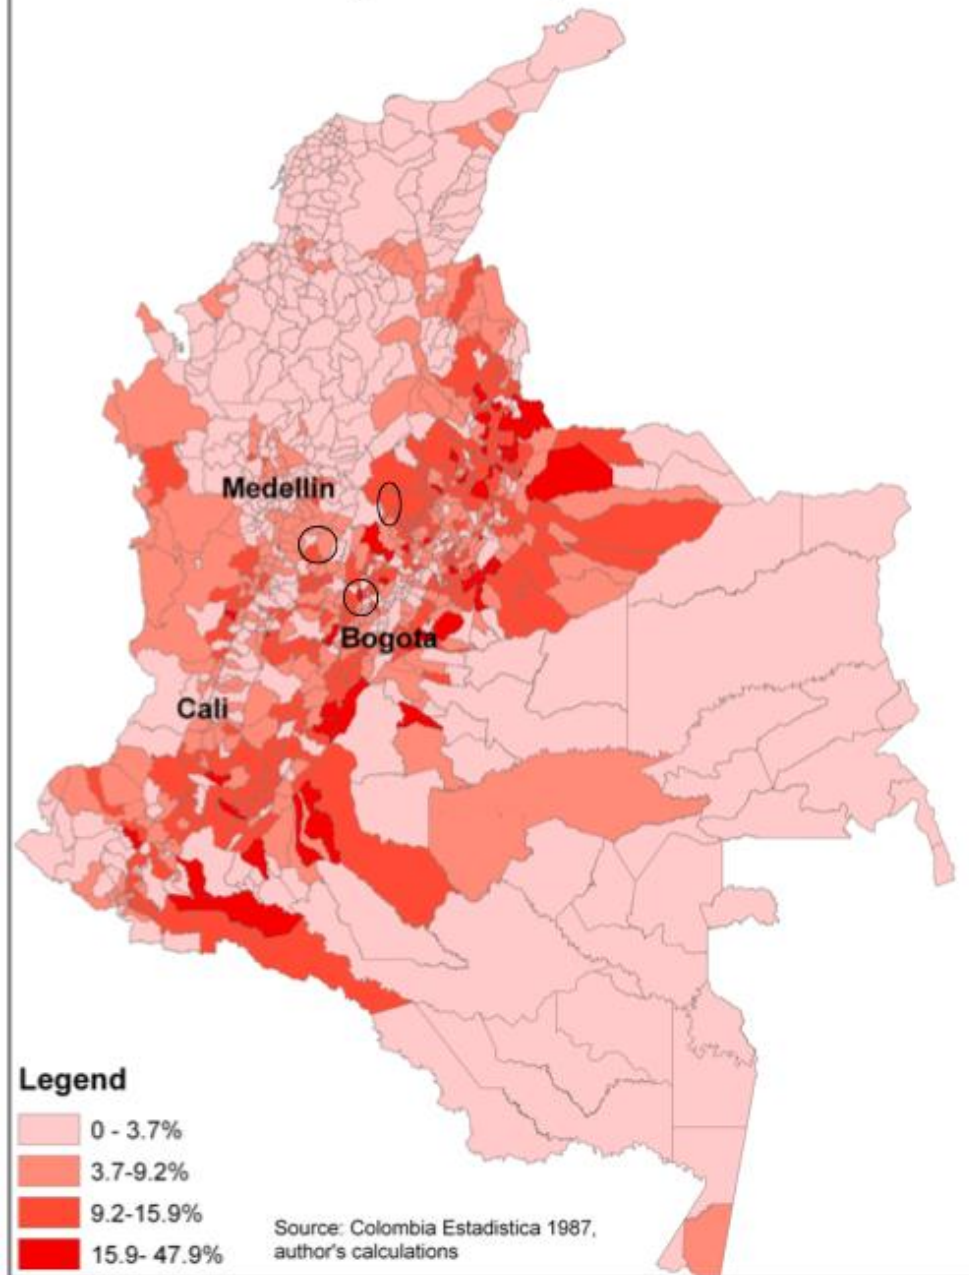 Medellin
Bogota
Cali
Legend
0 - 3.7%
3.7-9.2%
9.2-15.9%
15.9- 47.9%
Source: Colombia Estadistica 1987,
author's calculations